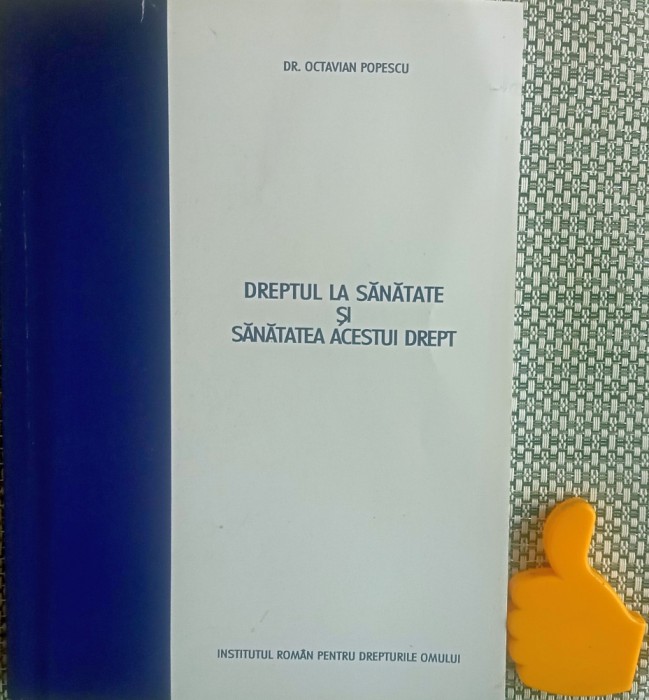 DR. OCTAVIAN POPESCU
DREPTUL LA SĂNĂTATE
ȘI
SĂNĂTATEA ACESTUI DREPT
INSTITUTUL ROMÂN PENTRU DREPTURILE OMULUI